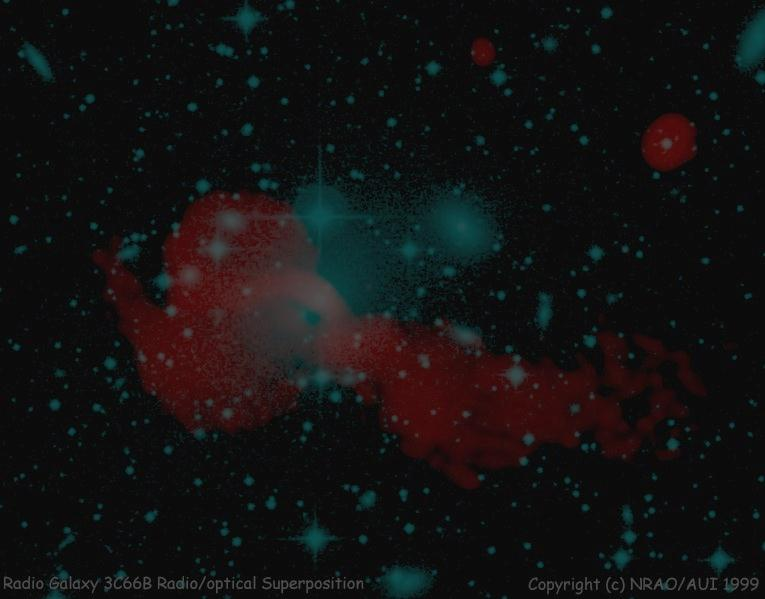 Radio Galaxy 3C66B Radio/optical Superposition
Copyright (c) NRAO/AUI 1999